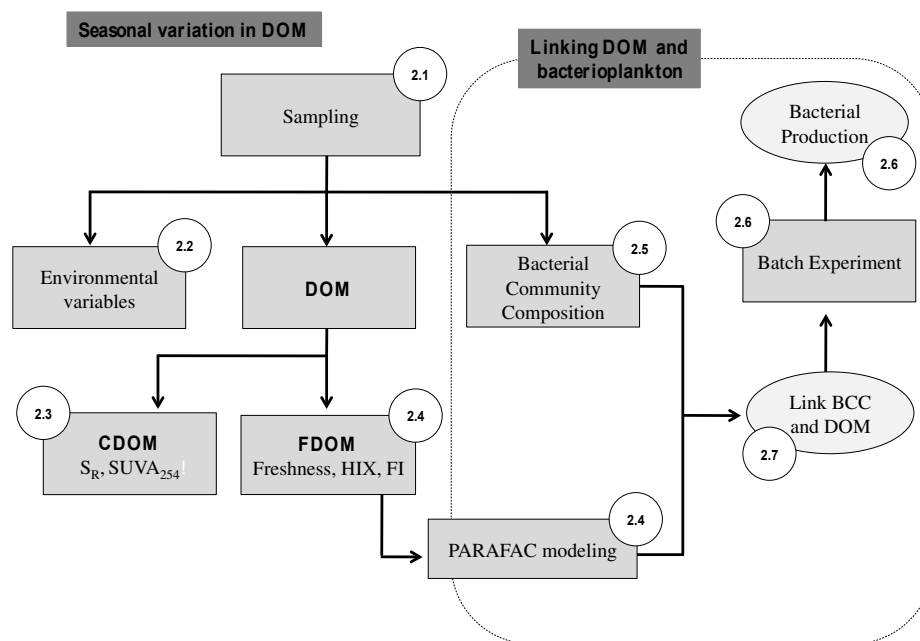 Seasonal variation in DOM
Linking DOM and
bacterioplankton
2.1
Sampling
Bacterial
Production
2.6
2.2
Environmental
variables
DOM
2.5
Bacterial
Community
Composition
2.6
Batch Experiment
2.3
CDOM
S_R, SUVA_254!
2.4
FDOM
Freshness, HIX, FI
Link BCC
and DOM
2.7
2.4
PARAFAC modeling